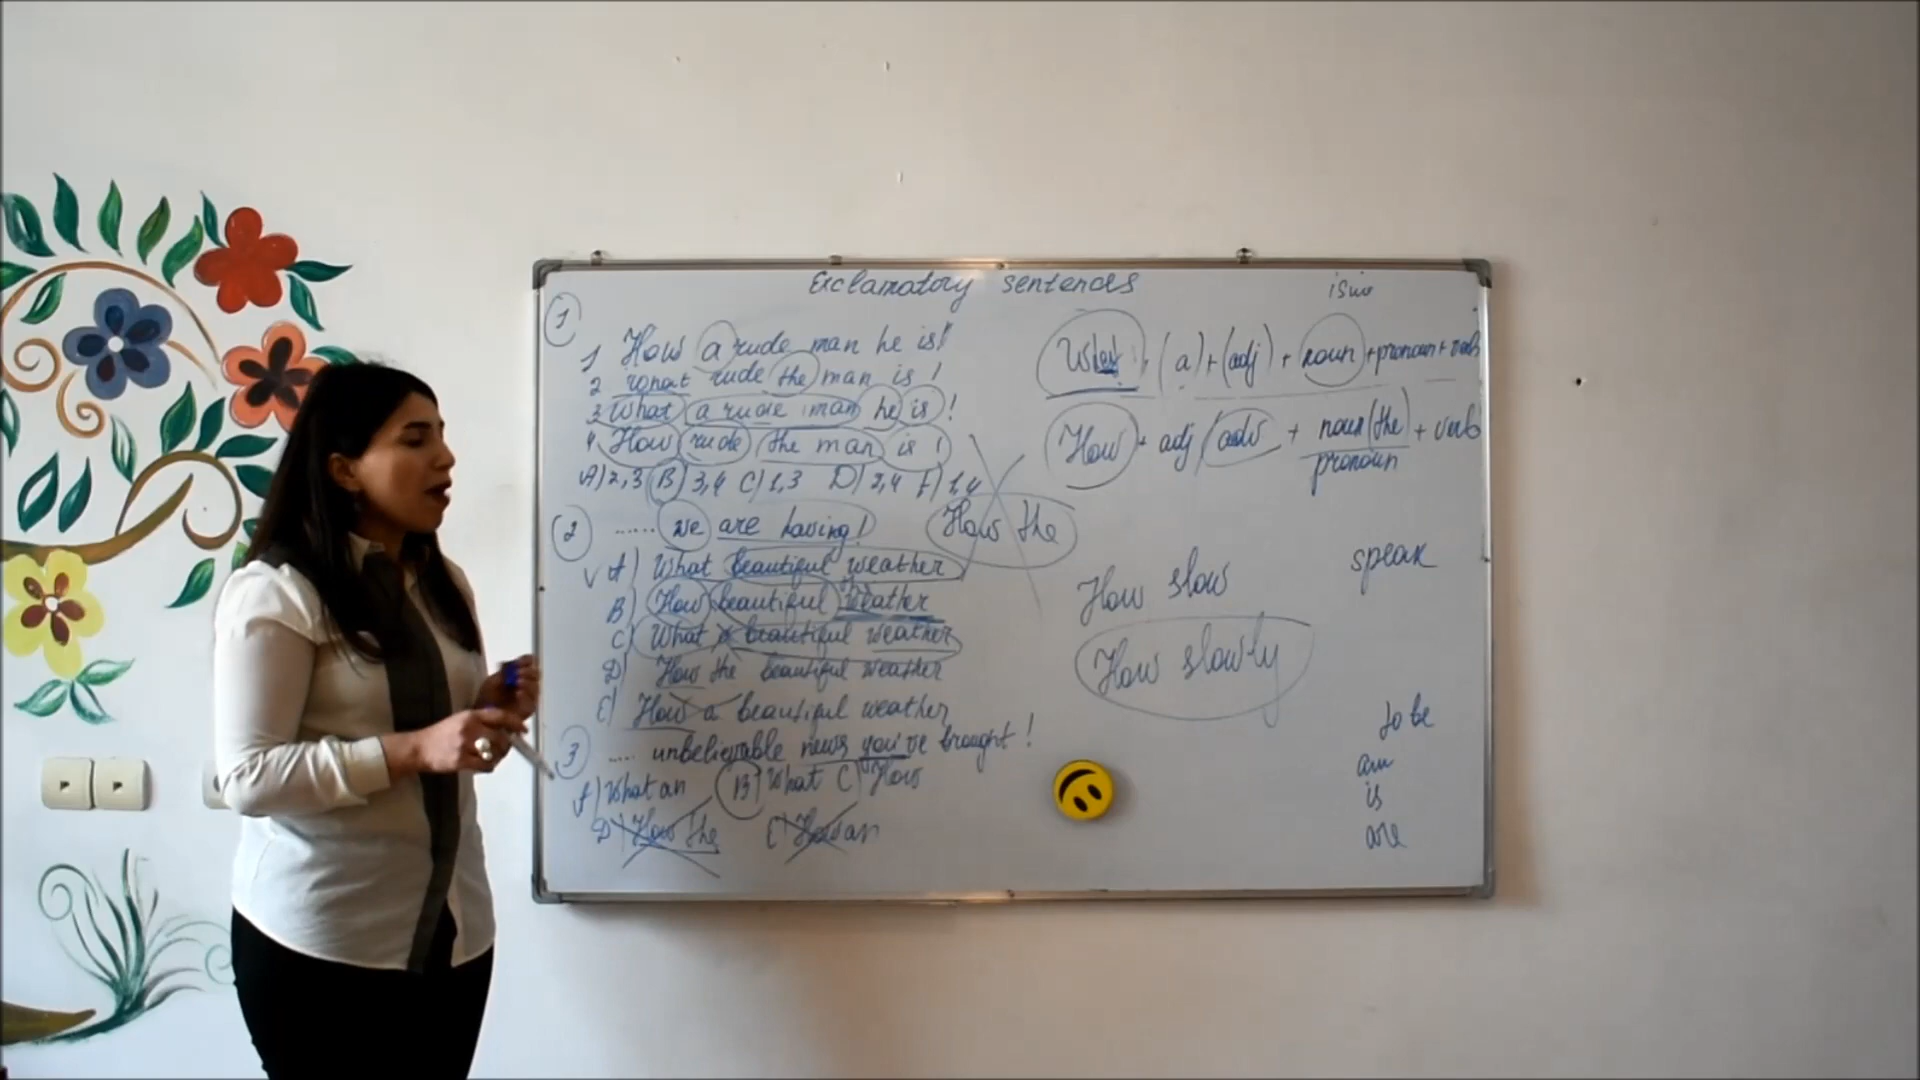 Exclamatory sentences
isim
1
1 How a rude man he is!
2 What rude the man is!
3 What a rude man he is!
4 How rude the man is!
A) 2,3 B) 3,4 C) 1,3 D) 2,4 E) 1,4
2 ...... we are having!
V A) What beautiful weather
B) How beautiful the weather
C) What a beautiful weather
D) How the beautiful weather
E) How a beautiful weather
3 .... unbelievable news you've brought!
A) What an B) What C) How
D) How the E) How an
What + (a) + (adj) + noun + pronoun + verb
How + adj/adv + noun (the) + verb
pronoun
How the
How slow
speak
How slowly
to be
am
is
are